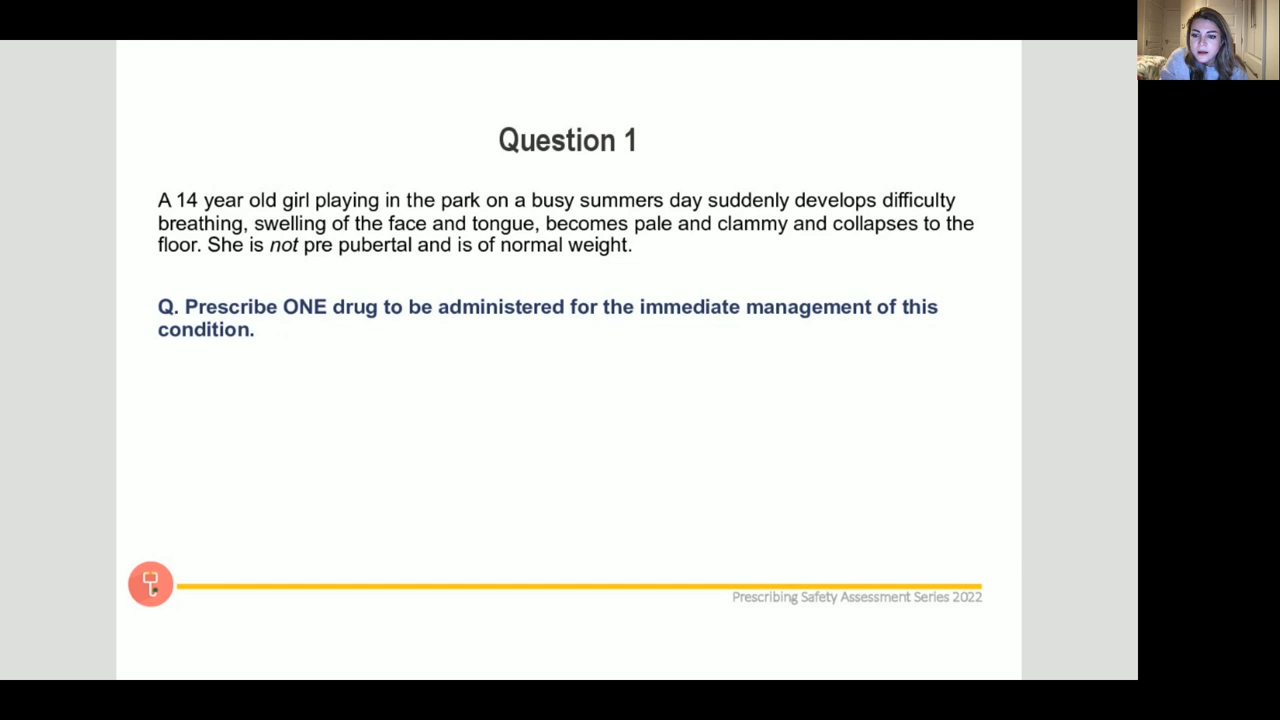 Question 1
A 14 year old girl playing in the park on a busy summers day suddenly develops difficulty
breathing, swelling of the face and tongue, becomes pale and clammy and collapses to the
floor. She is not pre pubertal and is of normal weight.
Q. Prescribe ONE drug to be administered for the immediate management of this
condition.
Prescribing Safety Assessment Series 2022